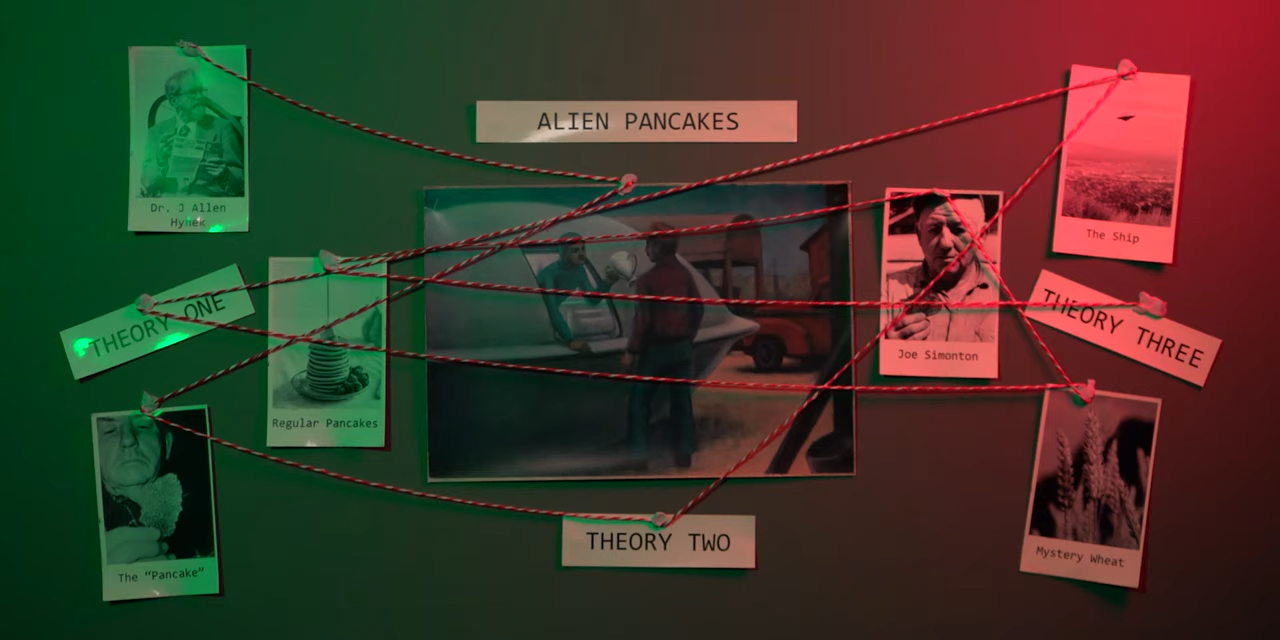 ALIEN PANCAKES
Dr. J Allen
Hynek
The Ship
THEORY ONE
THEORY THREE
Joe Simonton
Regular Pancakes
THEORY TWO
Mystery Wheat
The “Pancake”